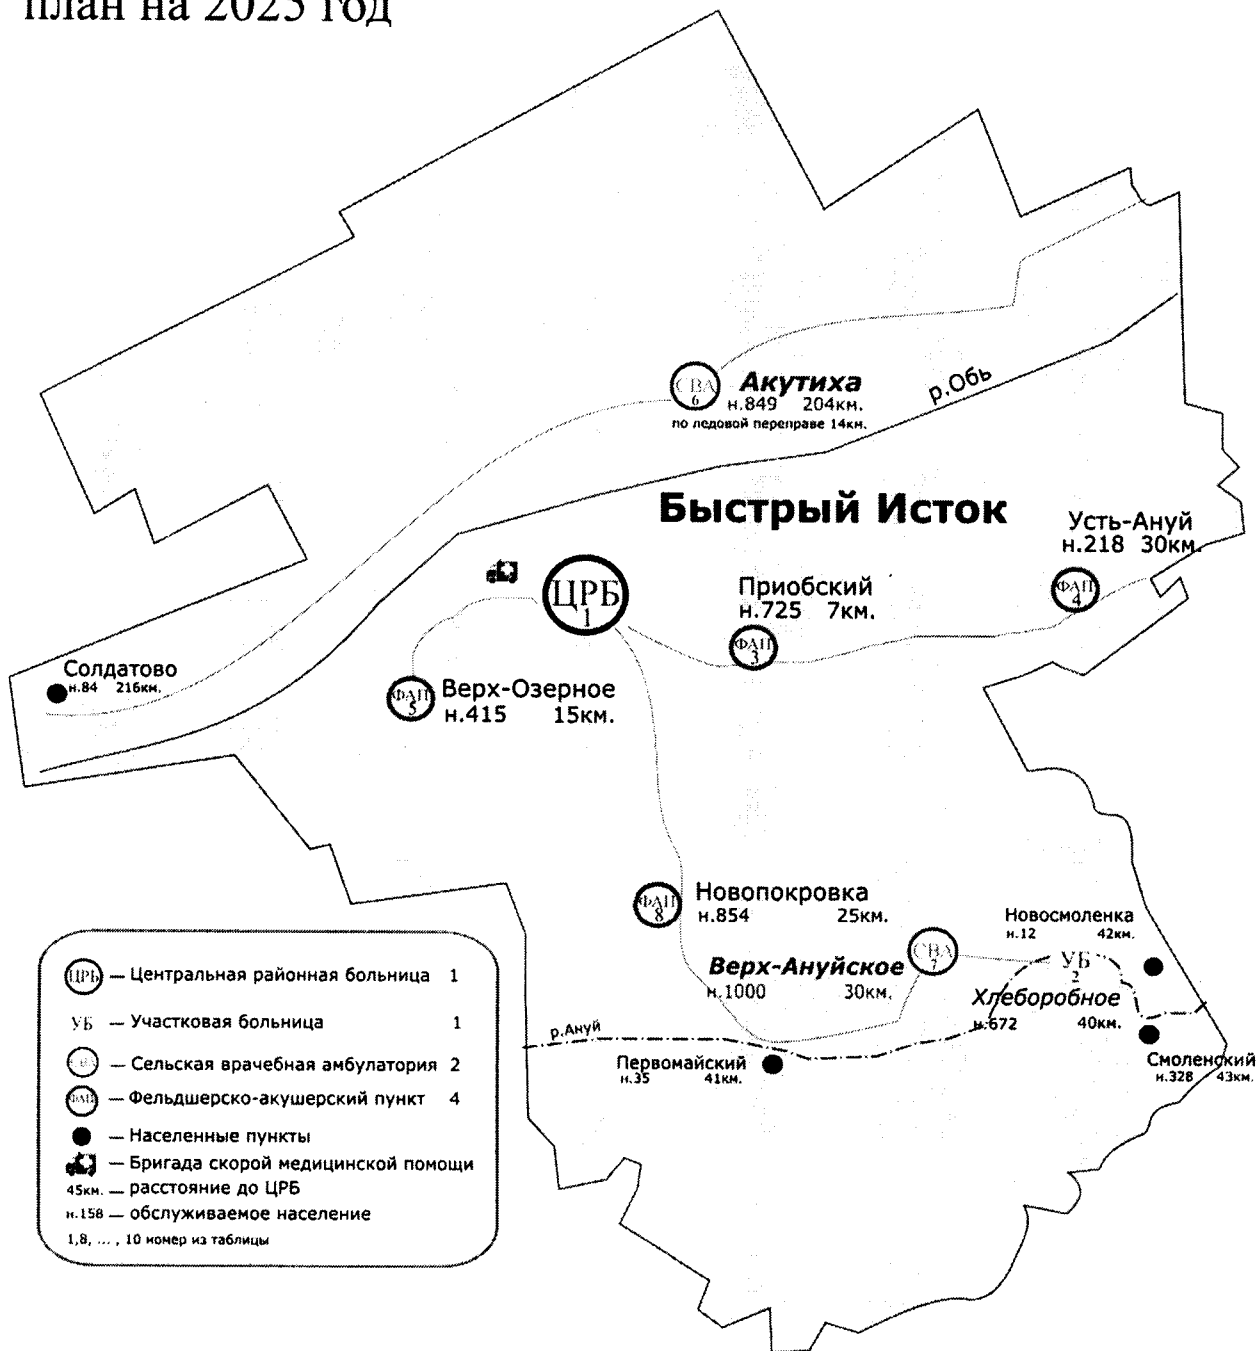 план на 2023 год
СВА
6
Акутиха
н.849 204км.
по ледовой переправе 14км.
р.Обь
Быстрый Исток
Усть-Ануй
н.218 30км.
ФАП
4
ЦРБ
1
Приобский
н.725 7км.
ФАП
3
Солдатово
н.84 216км.
ФАП
5
Верх-Озерное
н.415 15км.
ФАП
8
Новопокровка
н.854 25км.
Новосмоленка
н.12 42км.
СВА
7
Верх-Ануйское
н.1000 30км.
УБ
2
Хлеборобное
н.672 40км.
р.Ануй
Первомайский
н.35 41км.
Смоленский
н.328 43км.
ЦРБ — Центральная районная больница 1
УБ — Участковая больница 1
— Сельская врачебная амбулатория 2
ФАП — Фельдшерско-акушерский пункт 4
— Населенные пункты
— Бригада скорой медицинской помощи
45км. — расстояние до ЦРБ
н.158 — обслуживаемое население
1,8, ... , 10 номер из таблицы